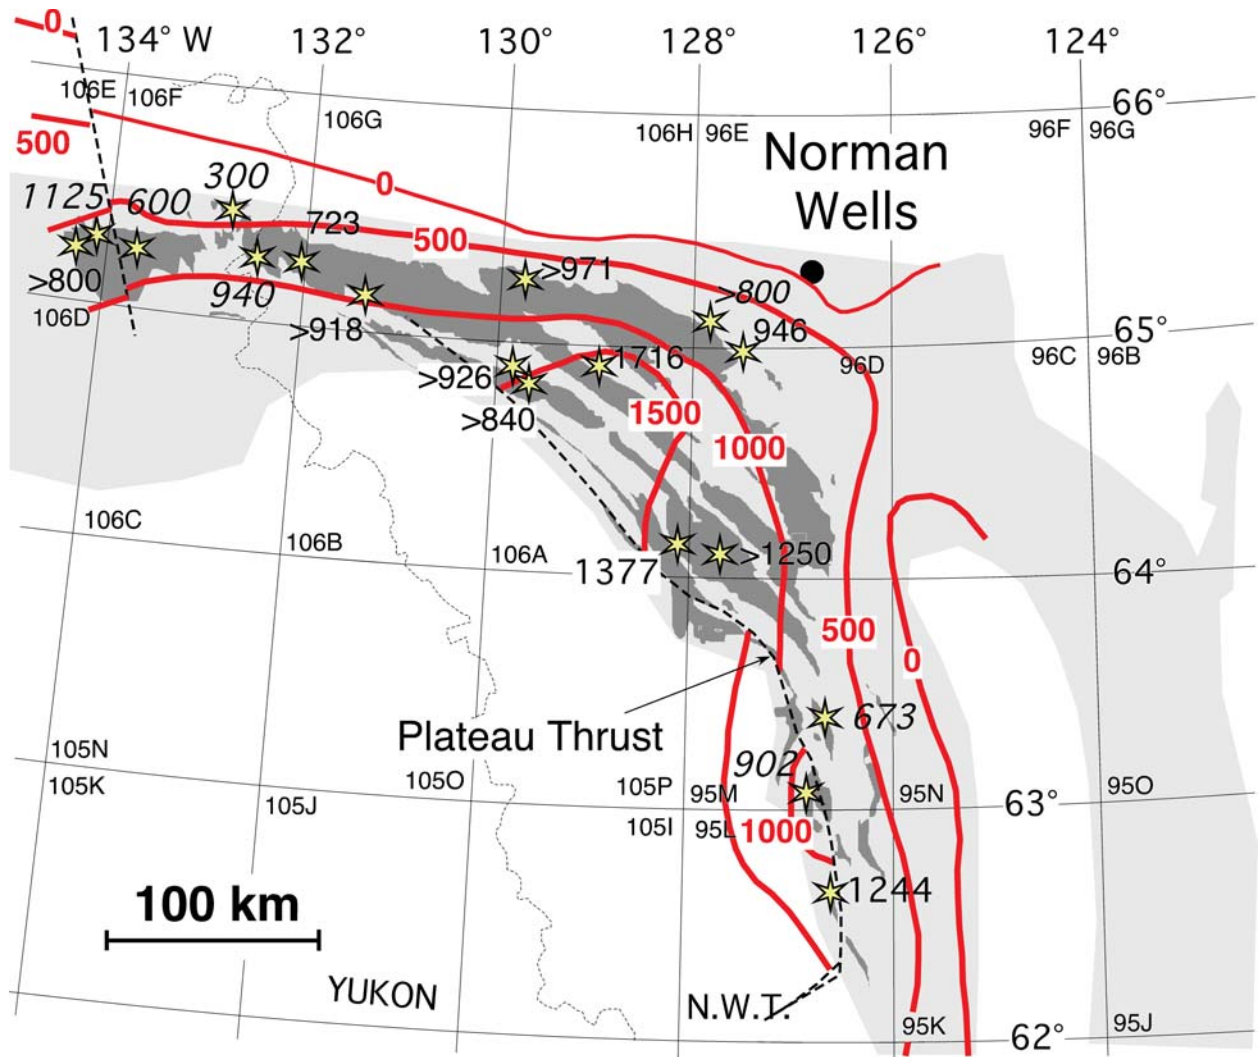 0
134° W 132° 130° 128° 126° 124°
106E 106F
66°
106G
106H 96E
96F 96G
500
Norman
Wells
1125 600 300
0
723
500
>971
>800
940
>800
946
65°
106D
>918
96C 96B
96D
>926
1716
>840
1500
1000
106C
106B
106A
>1250
1377
64°
500
0
Plateau Thrust
673
902
105N
105K
105O
105P 95M
95N
63°
95O
105J
105I 95L
1000
1244
100 km
YUKON
N.W.T.
95K
62°
95J